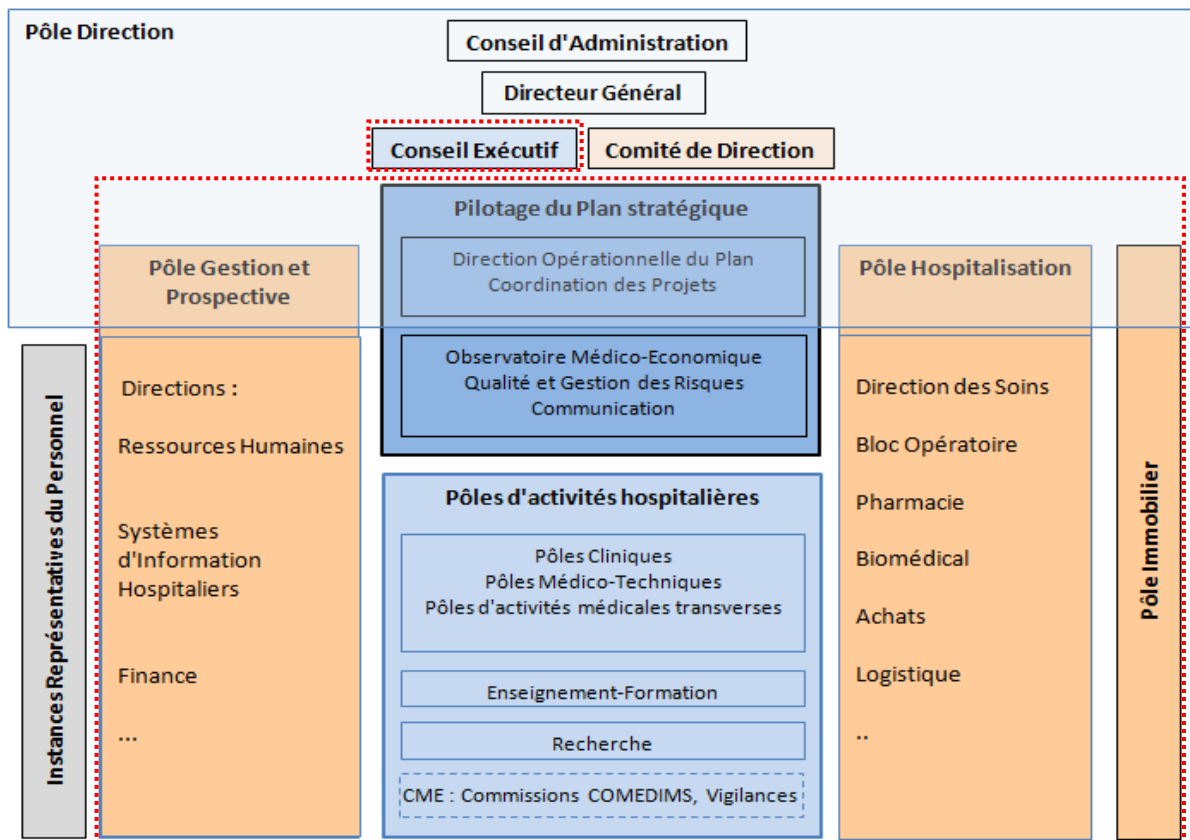 Pôle Direction
Conseil d'Administration
Directeur Général
Conseil Exécutif
Comité de Direction
Pilotage du Plan stratégique
Direction Opérationnelle du Plan
Coordination des Projets
Observatoire Médico-Economique
Qualité et Gestion des Risques
Communication
Pôle Gestion et
Prospective
Directions :
Ressources Humaines
Systèmes
d'Information
Hospitaliers
Finance
...
Instances Représentatives du Personnel
Pôles d'activités hospitalières
Pôles Cliniques
Pôles Médico-Techniques
Pôles d'activités médicales transverses
Enseignement-Formation
Recherche
CME : Commissions COMEDIMS, Vigilances
Pôle Hospitalisation
Direction des Soins
Bloc Opératoire
Pharmacie
Biomédical
Achats
Logistique
..
Pôle Immobilier